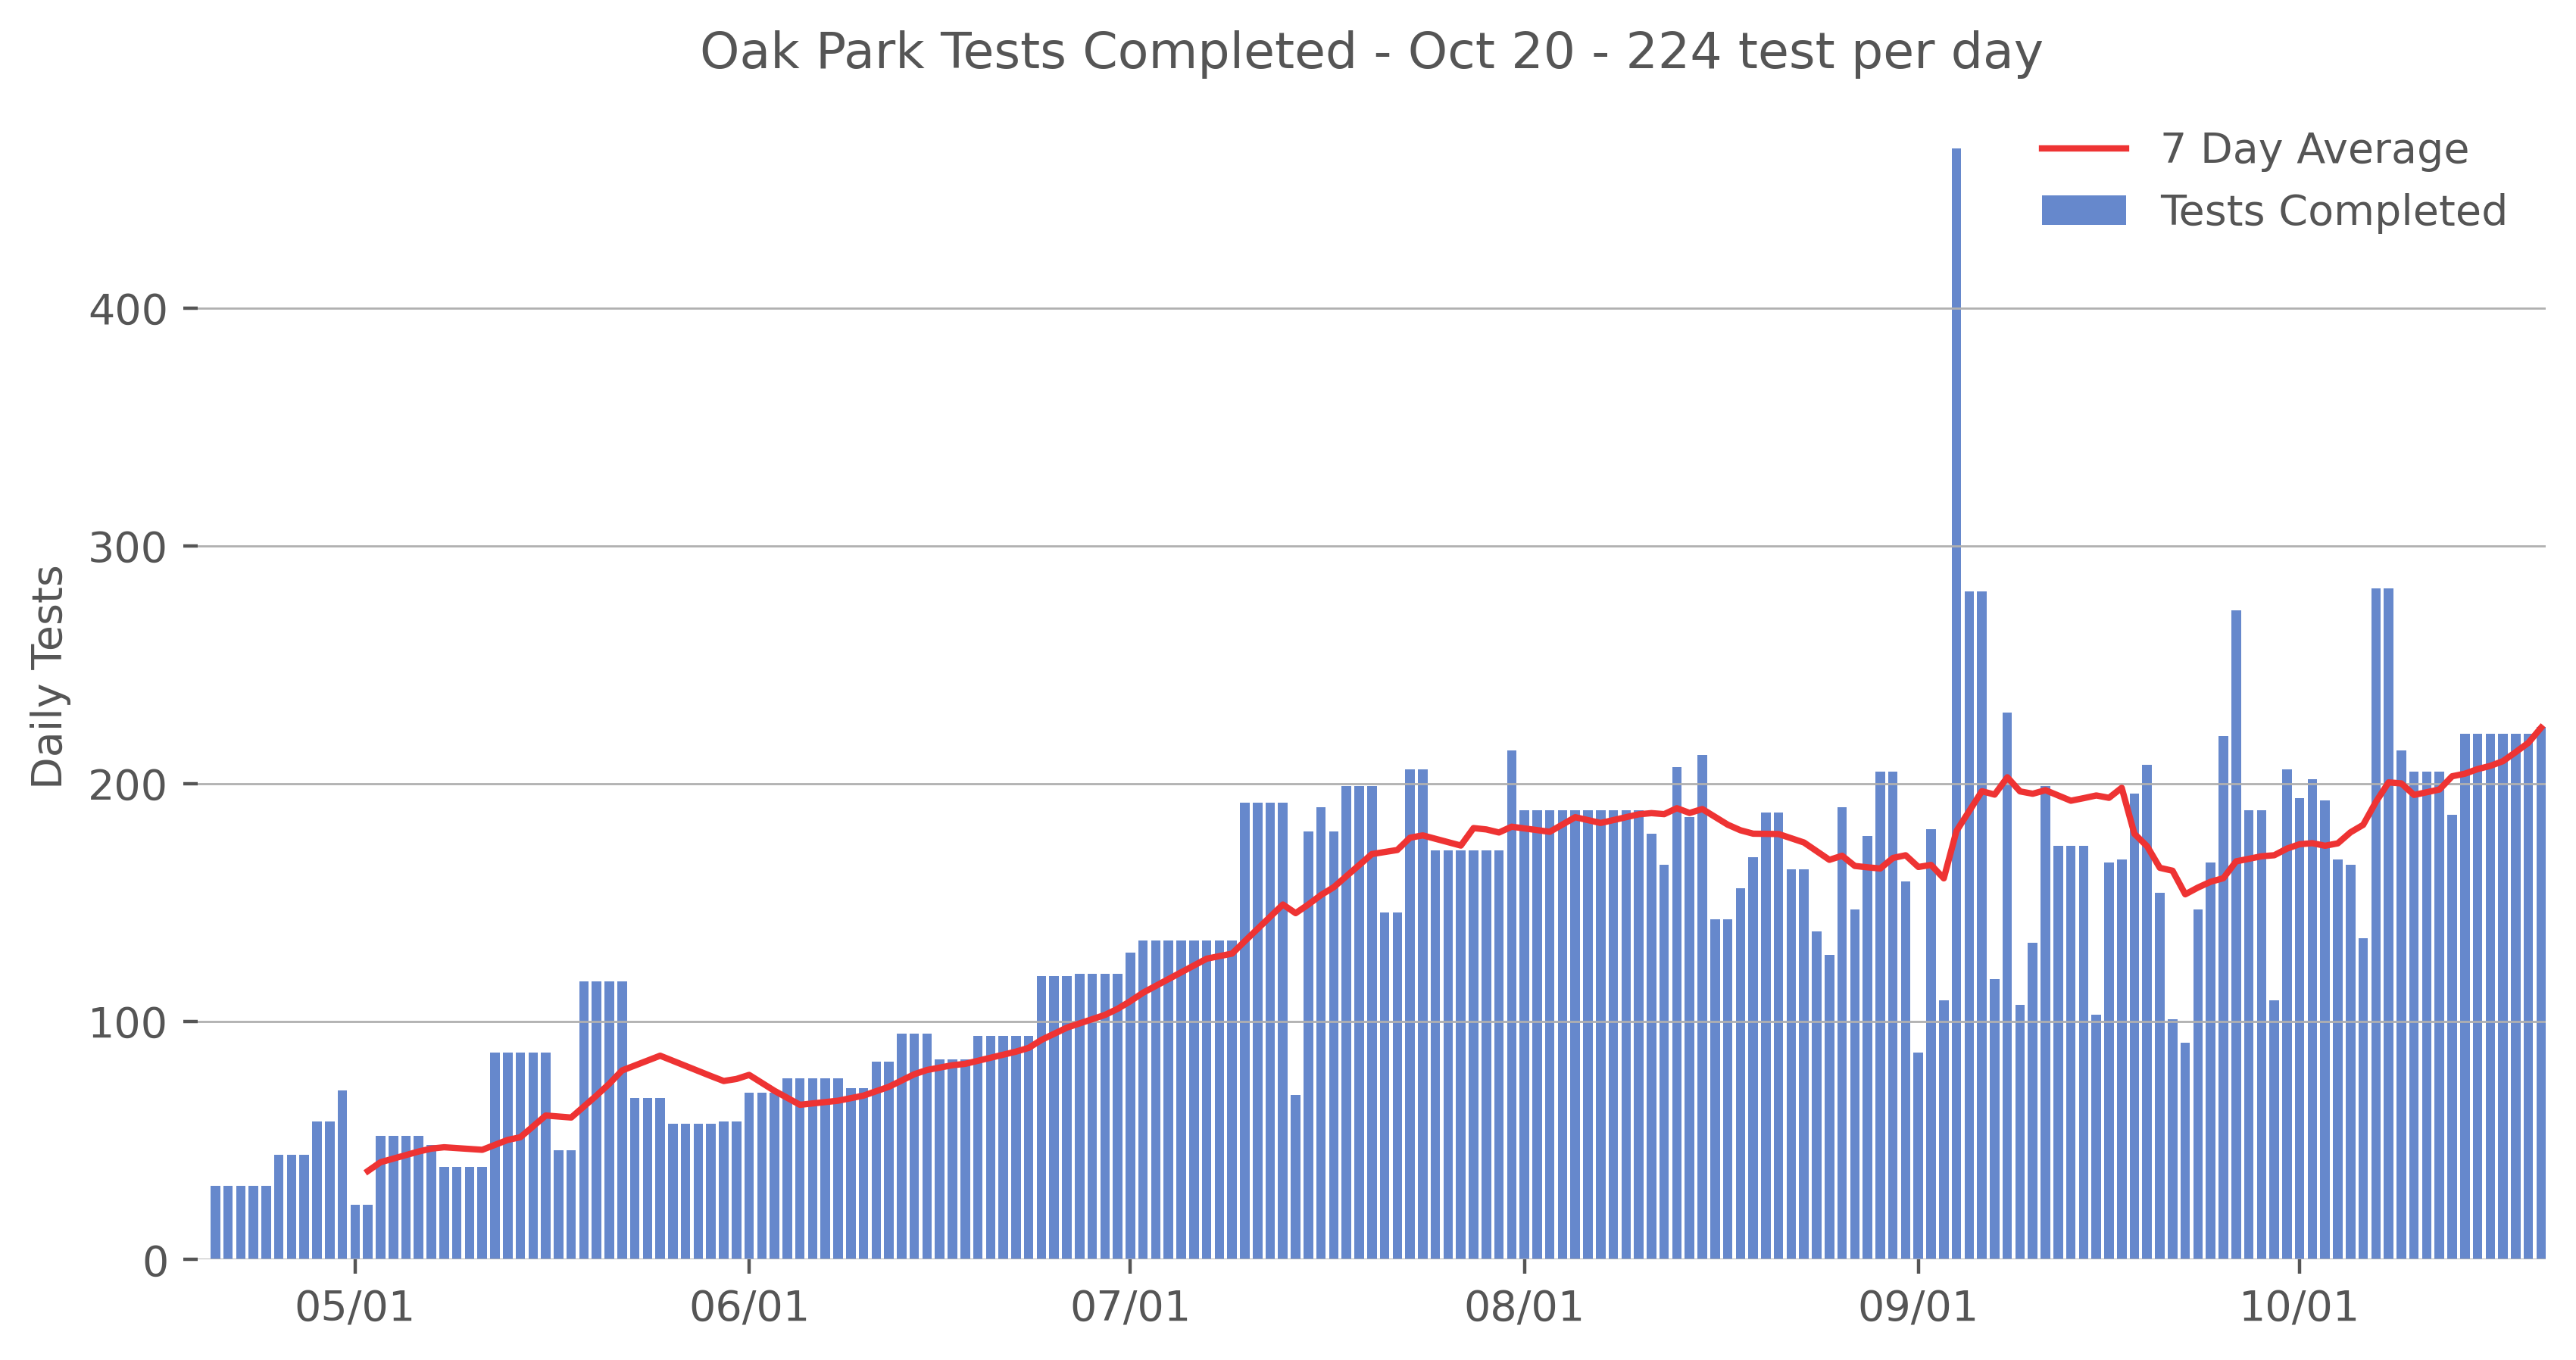 Oak Park Tests Completed - Oct 20 - 224 test per day
7 Day Average
Tests Completed
Daily Tests
400
300
200
100
0
05/01
06/01
07/01
08/01
09/01
10/01